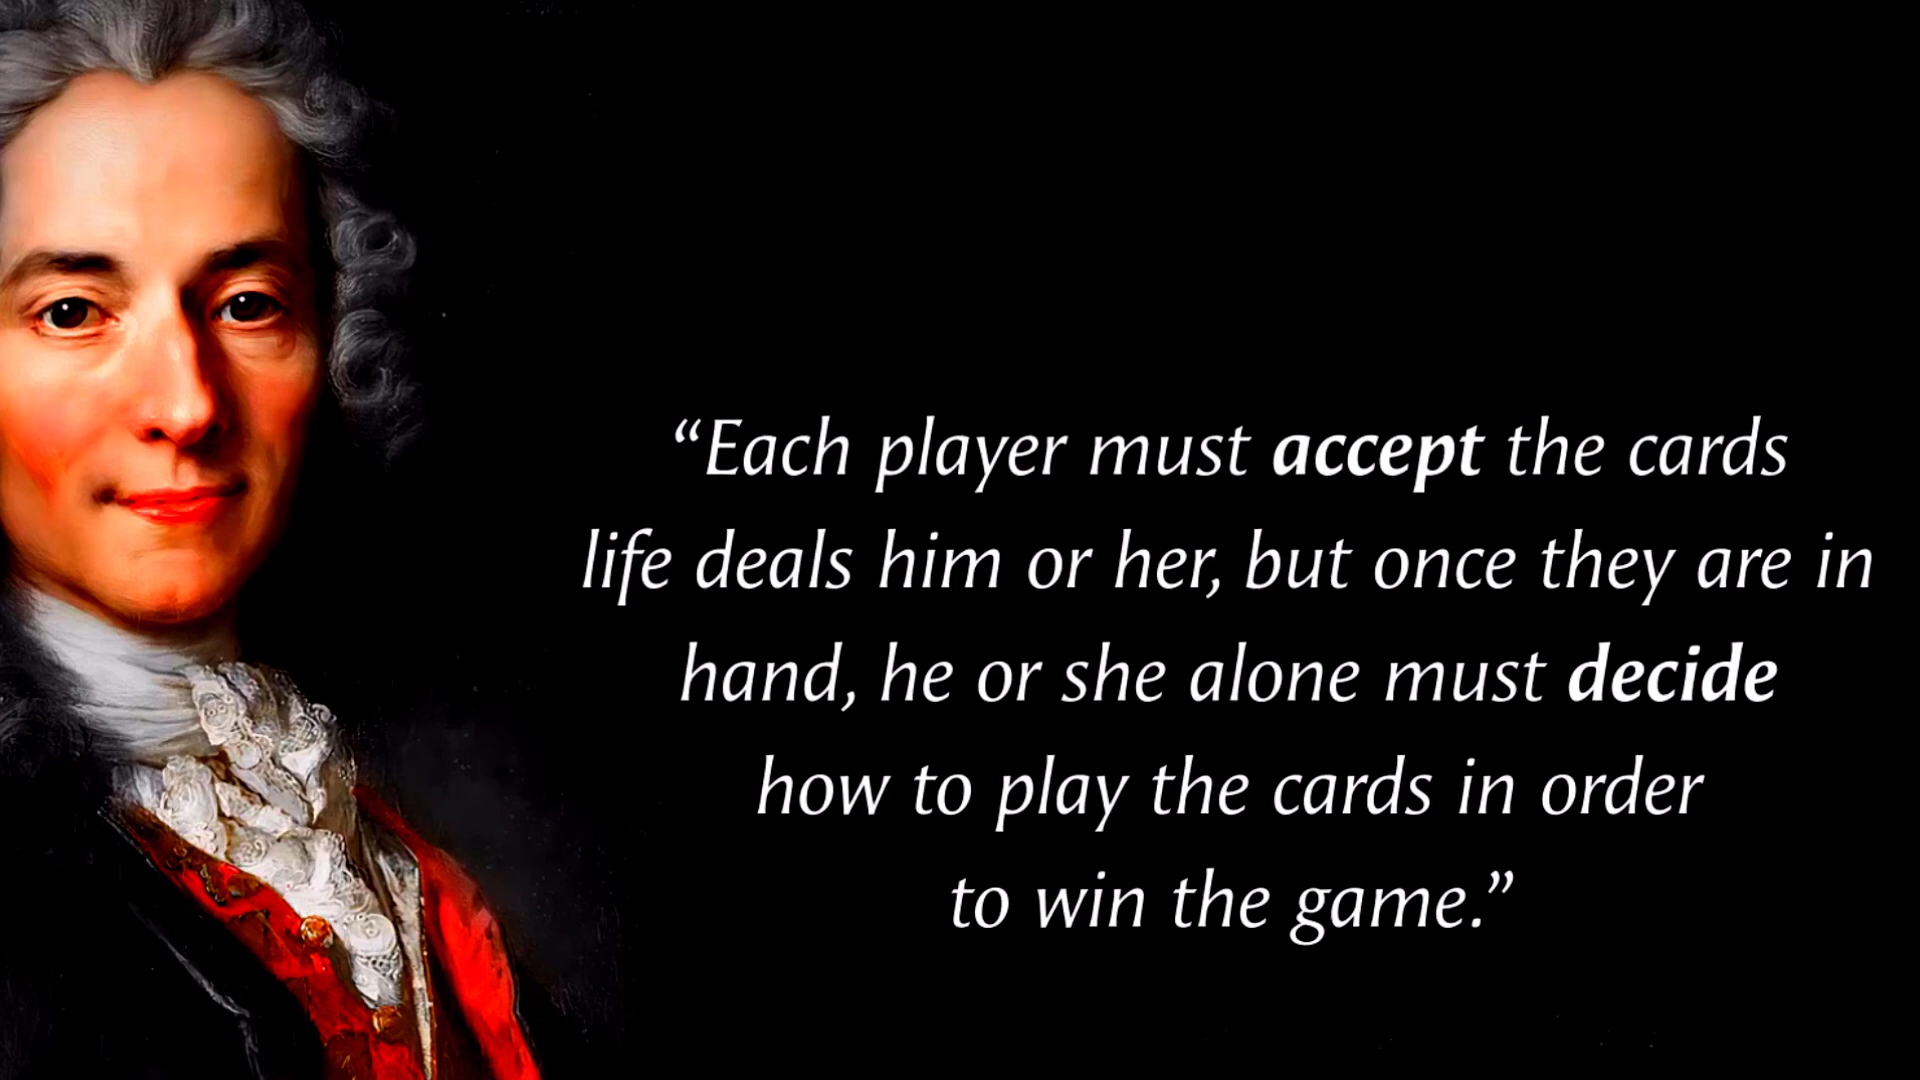 “Each player must accept the cards
life deals him or her, but once they are in
hand, he or she alone must decide
how to play the cards in order
to win the game.”